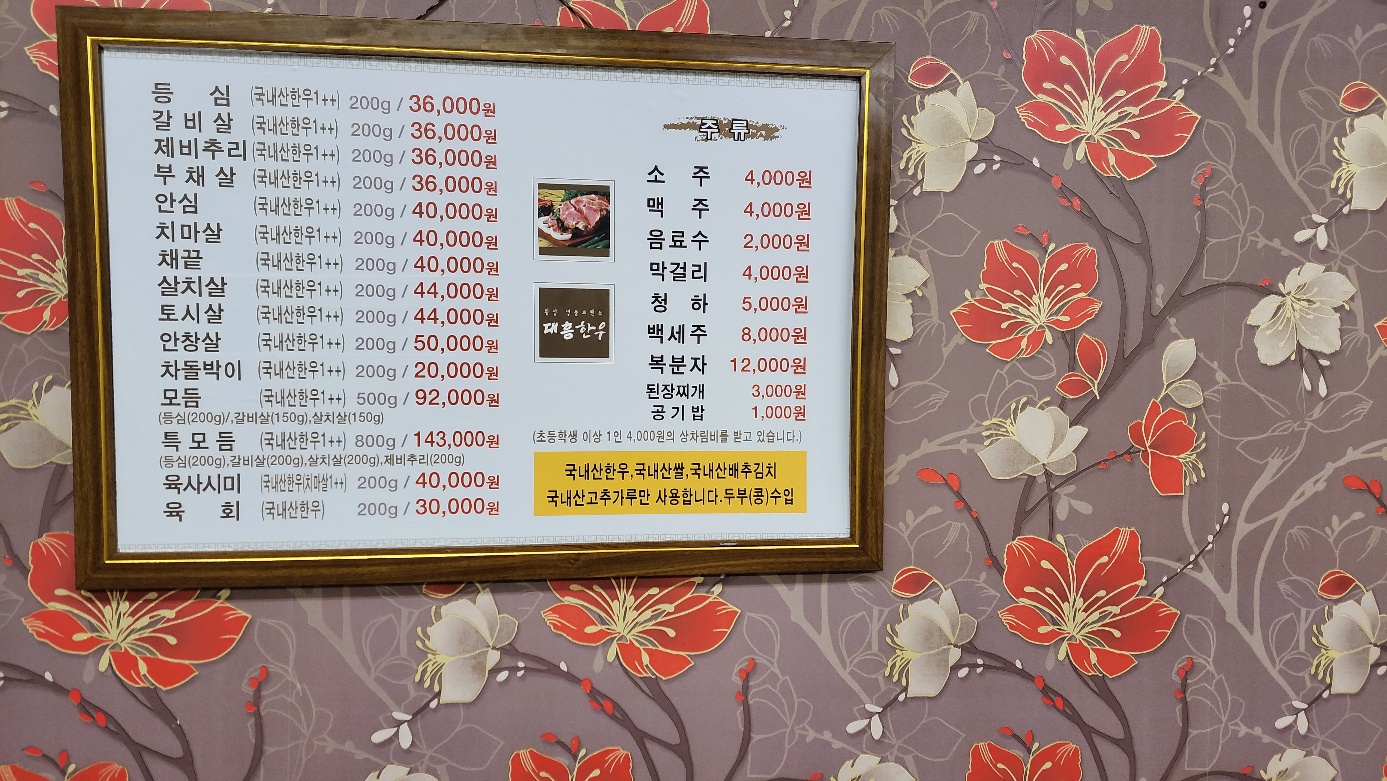 등 심 (국내산한우1++) 200g / 36,000원
갈 비 살 (국내산한우1++) 200g / 36,000원
제비추리 (국내산한우1++) 200g / 36,000원
부 채 살 (국내산한우1++) 200g / 36,000원
안심 (국내산한우1++) 200g / 40,000원
치마살 (국내산한우1++) 200g / 40,000원
채끝 (국내산한우1++) 200g / 40,000원
살치살 (국내산한우1++) 200g / 44,000원
토시살 (국내산한우1++) 200g / 44,000원
안창살 (국내산한우1++) 200g / 50,000원
차돌박이 (국내산한우1++) 200g / 20,000원
모듬 (국내산한우1++) 500g / 92,000원
(등심(200g)/,갈비살(150g),살치살(150g)
특 모 듬 (국내산한우1++) 800g / 143,000원
(등심(200g),갈비살(200g),살치살(200g),제비추리(200g)
육사시미 (국내산한우(치마살1++) 200g / 40,000원
육 회 (국내산한우) 200g / 30,000원
대흥한우
주 류
소 주 4,000원
맥 주 4,000원
음료수 2,000원
막걸리 4,000원
청 하 5,000원
백세주 8,000원
복분자 12,000원
된장찌개 3,000원
공 기 밥 1,000원
(초등학생 이상 1인 4,000원의 상차림비를 받고 있습니다.)
국내산한우,국내산쌀,국내산배추김치
국내산고추가루만 사용합니다.두부(콩)수입